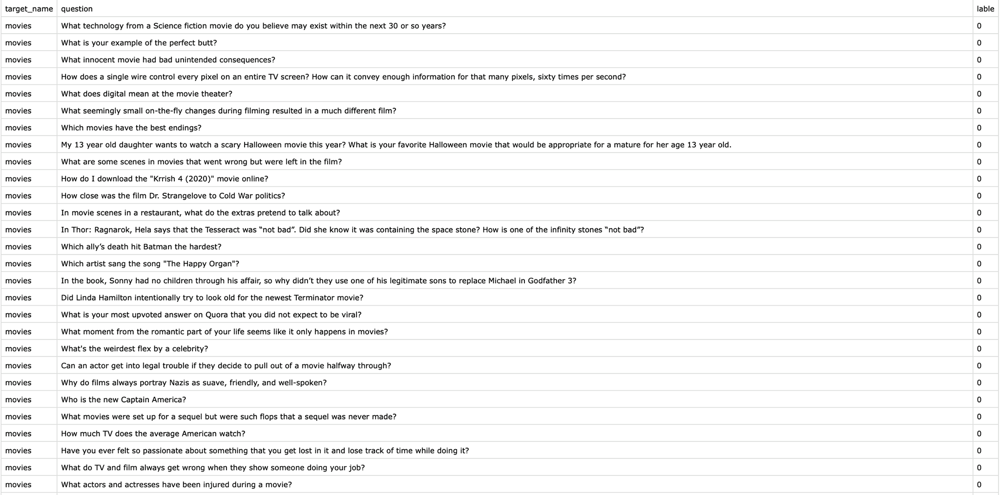 target_name question lable
movies What technology from a Science fiction movie do you believe may exist within the next 30 or so years? 0
movies What is your example of the perfect butt? 0
movies What innocent movie had bad unintended consequences? 0
movies How does a single wire control every pixel on an entire TV screen? How can it convey enough information for that many pixels, sixty times per second? 0
movies What does digital mean at the movie theater? 0
movies What seemingly small on-the-fly changes during filming resulted in a much different film? 0
movies Which movies have the best endings? 0
movies My 13 year old daughter wants to watch a scary Halloween movie this year? What is your favorite Halloween movie that would be appropriate for a mature for her age 13 year old. 0
movies What are some scenes in movies that went wrong but were left in the film? 0
movies How do I download the "Krrish 4 (2020)" movie online? 0
movies How close was the film Dr. Strangelove to Cold War politics? 0
movies In movie scenes in a restaurant, what do the extras pretend to talk about? 0
movies In Thor: Ragnarok, Hela says that the Tesseract was “not bad”. Did she know it was containing the space stone? How is one of the infinity stones “not bad”? 0
movies Which ally’s death hit Batman the hardest? 0
movies Which artist sang the song "The Happy Organ"? 0
movies In the book, Sonny had no children through his affair, so why didn’t they use one of his legitimate sons to replace Michael in Godfather 3? 0
movies Did Linda Hamilton intentionally try to look old for the newest Terminator movie? 0
movies What is your most upvoted answer on Quora that you did not expect to be viral? 0
movies What moment from the romantic part of your life seems like it only happens in movies? 0
movies What's the weirdest flex by a celebrity? 0
movies Can an actor get into legal trouble if they decide to pull out of a movie halfway through? 0
movies Why do films always portray Nazis as suave, friendly, and well-spoken? 0
movies Who is the new Captain America? 0
movies What movies were set up for a sequel but were such flops that a sequel was never made? 0
movies How much TV does the average American watch? 0
movies Have you ever felt so passionate about something that you get lost in it and lose track of time while doing it? 0
movies What do TV and film always get wrong when they show someone doing your job? 0
movies What actors and actresses have been injured during a movie? 0